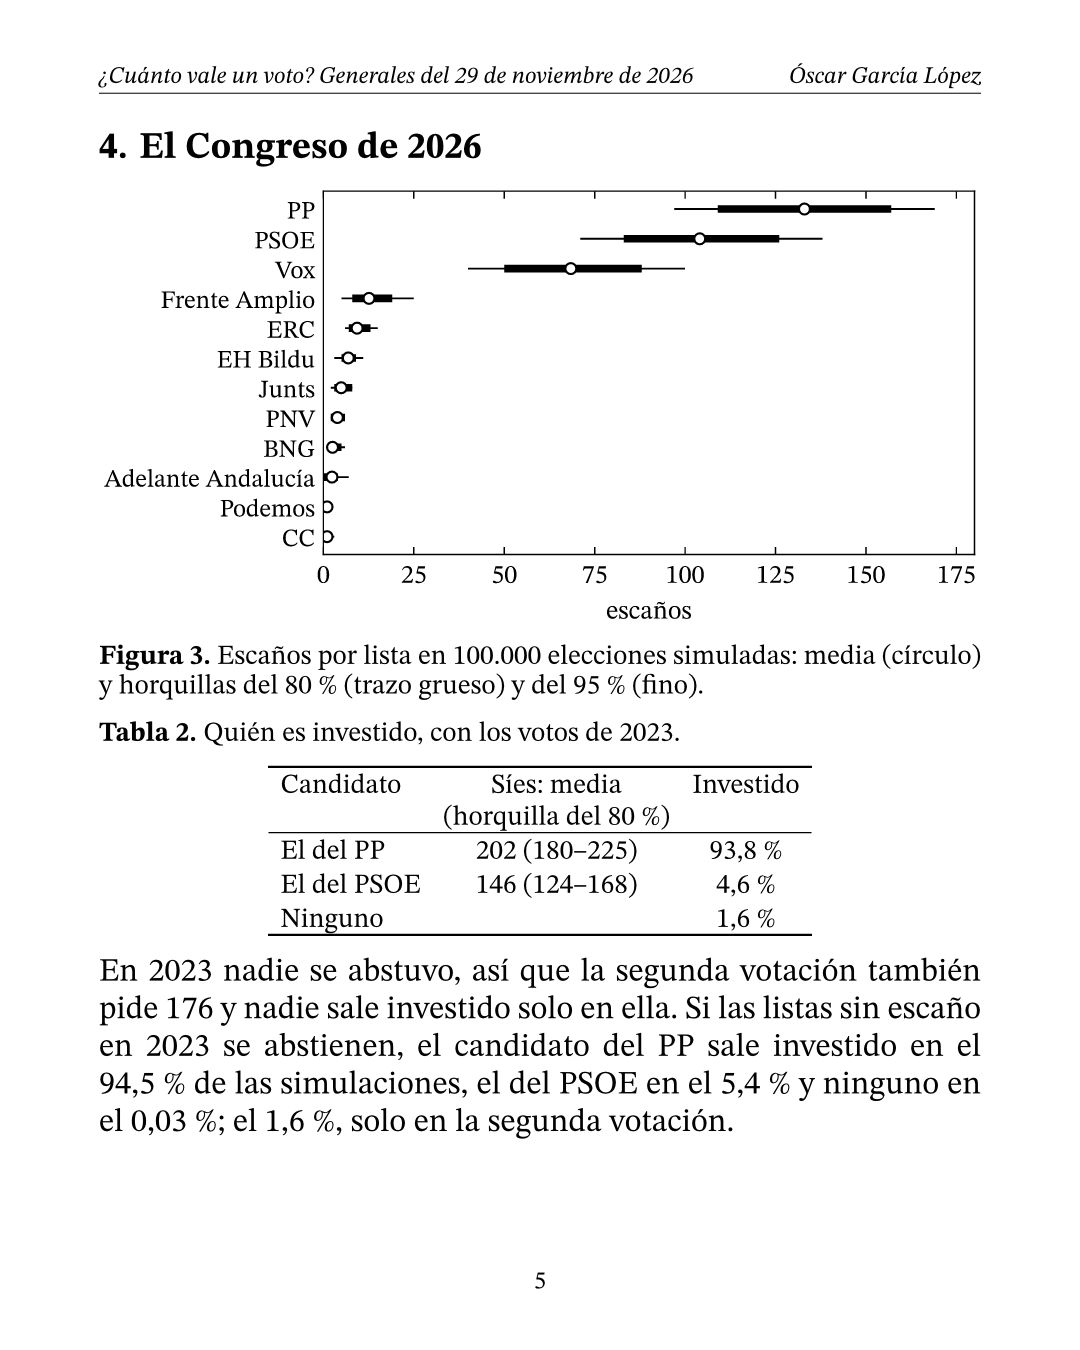 ¿Cuánto vale un voto? Generales del 29 de noviembre de 2026 Óscar García López
4. El Congreso de 2026
PP
PSOE
Vox
Frente Amplio
ERC
EH Bildu
Junts
PNV
BNG
Adelante Andalucía
Podemos
CC
0 25 50 75 100 125 150 175
escaños
Figura 3. Escaños por lista en 100.000 elecciones simuladas: media (círculo)
y horquillas del 80 % (trazo grueso) y del 95 % (fino).
Tabla 2. Quién es investido, con los votos de 2023.
Candidato Síes: media Investido
(horquilla del 80 %)
El del PP 202 (180–225) 93,8 %
El del PSOE 146 (124–168) 4,6 %
Ninguno 1,6 %
En 2023 nadie se abstuvo, así que la segunda votación también
pide 176 y nadie sale investido solo en ella. Si las listas sin escaño
en 2023 se abstienen, el candidato del PP sale investido en el
94,5 % de las simulaciones, el del PSOE en el 5,4 % y ninguno en
el 0,03 %; el 1,6 %, solo en la segunda votación.
5